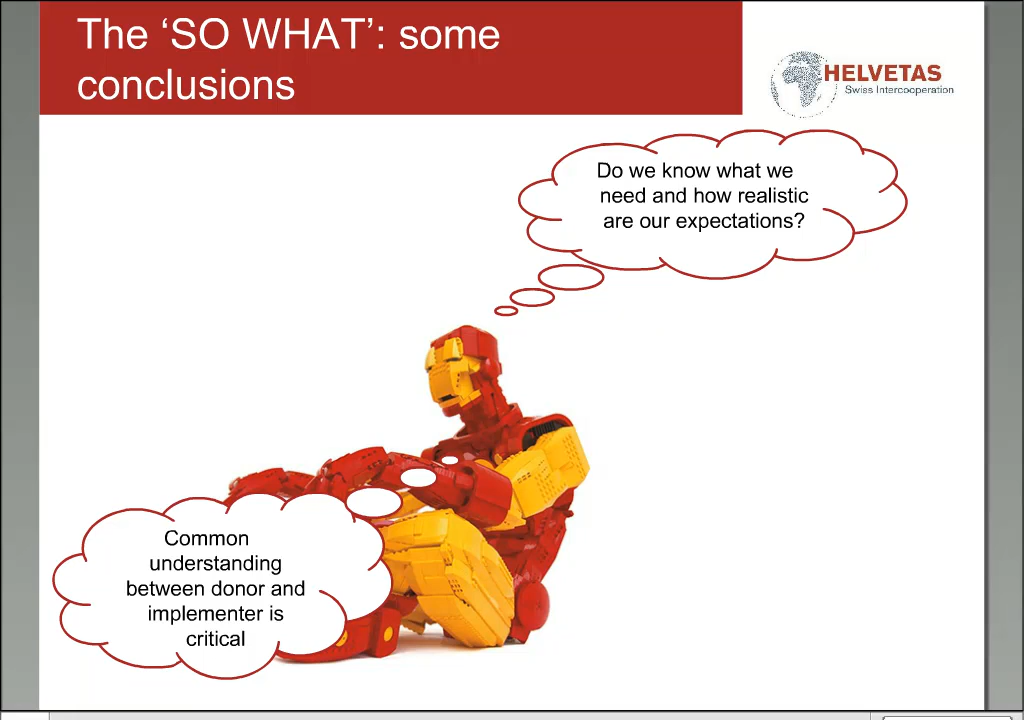 The ‘SO WHAT’: some
conclusions
HELVETAS
Swiss Intercooperation
Do we know what we
need and how realistic
are our expectations?
Common
understanding
between donor and
implementer is
critical